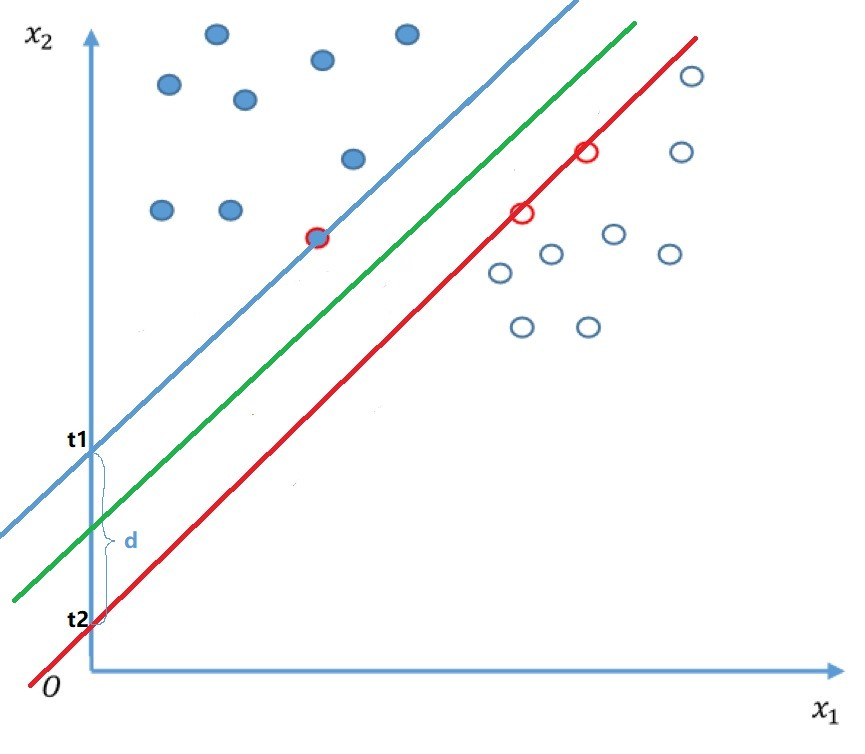 x₂
t1
d
t2
O
x₁